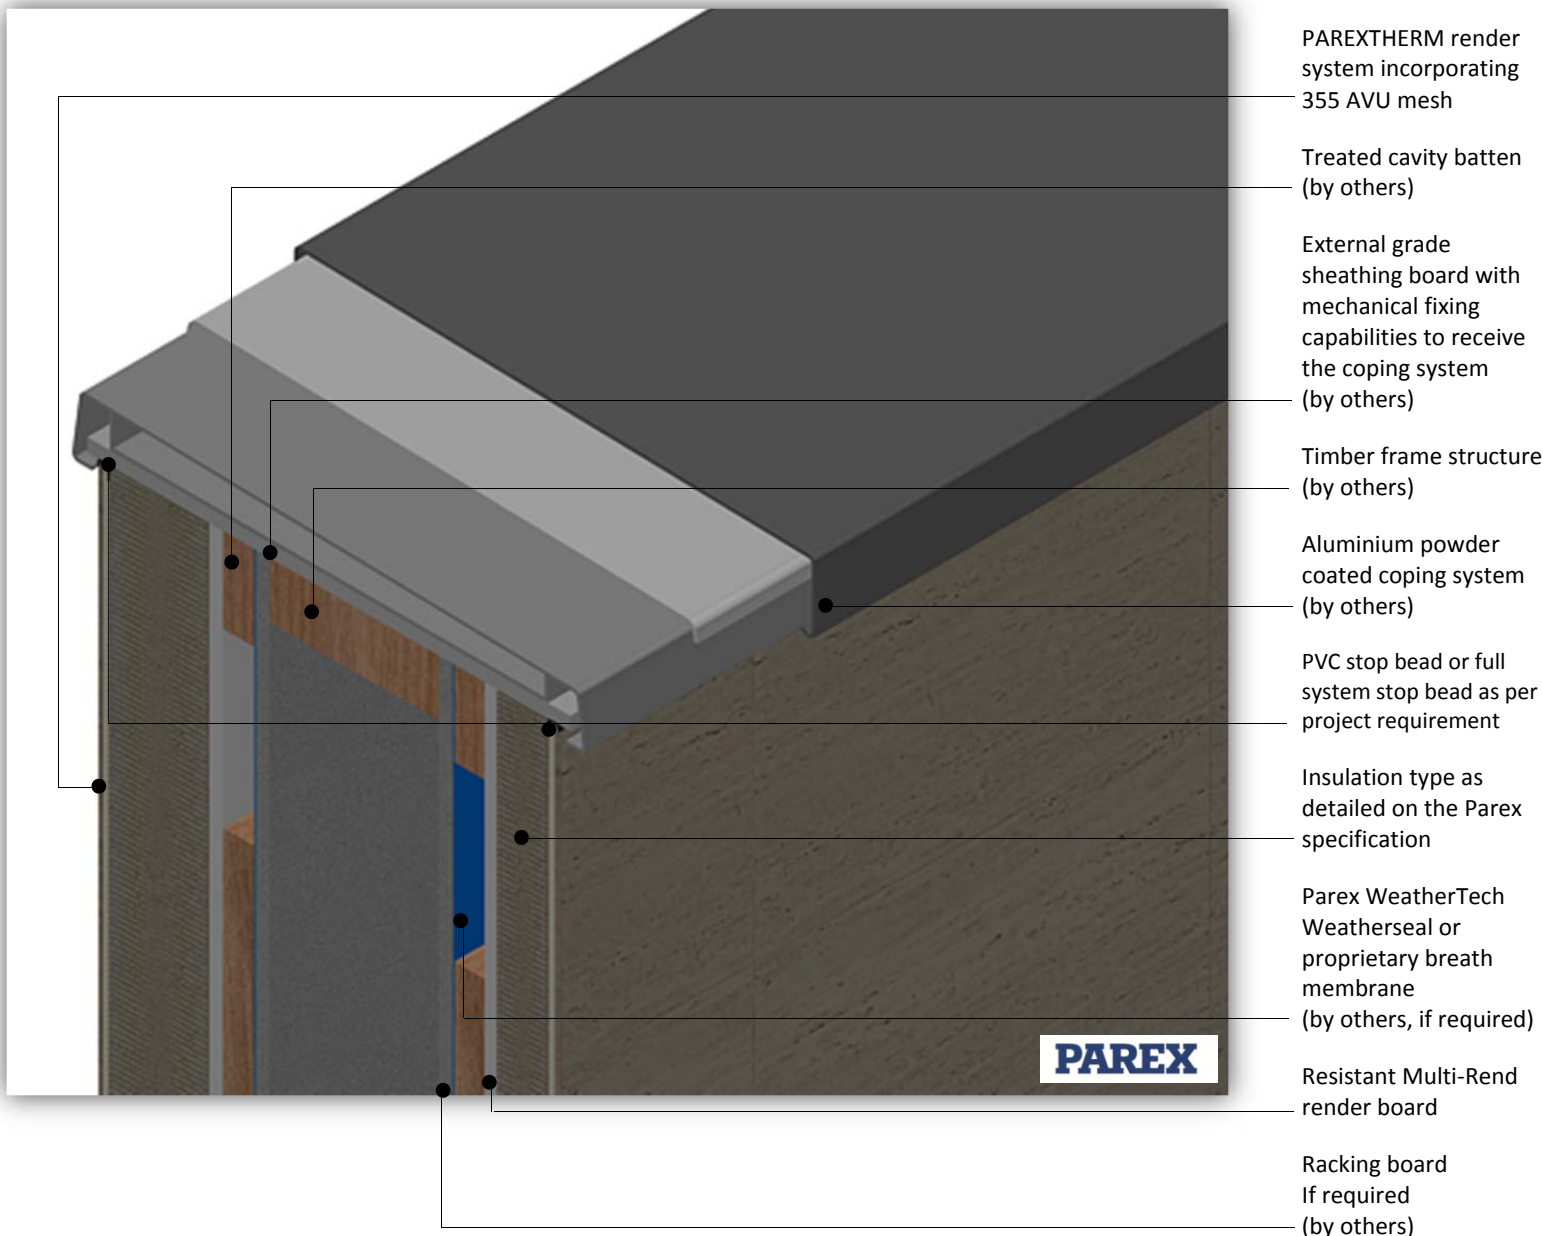 PAREXTHERM render
system incorporating
355 AVU mesh
Treated cavity batten
(by others)
External grade
sheathing board with
mechanical fixing
capabilities to receive
the coping system
(by others)
Timber frame structure
(by others)
Aluminium powder
coated coping system
(by others)
PVC stop bead or full
system stop bead as per
project requirement
Insulation type as
detailed on the Parex
specification
Parex WeatherTech
Weatherseal or
proprietary breath
membrane
(by others, if required)
Resistant Multi-Rend
render board
Racking board
If required
(by others)
PAREX